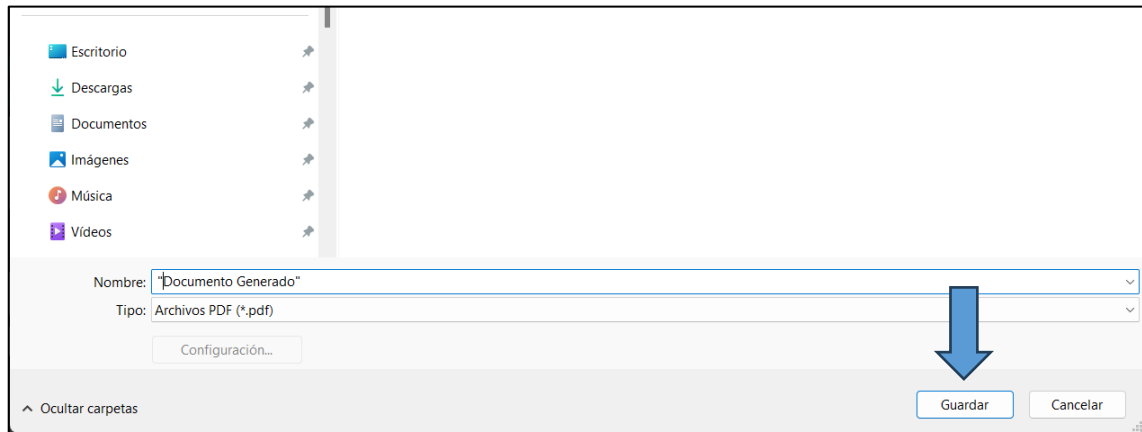 Escritorio
Descargas
Documentos
Imágenes
Música
Vídeos
Nombre: "Documento Generado"
Tipo: Archivos PDF (*.pdf)
Configuración...
Ocultar carpetas
Guardar Cancelar